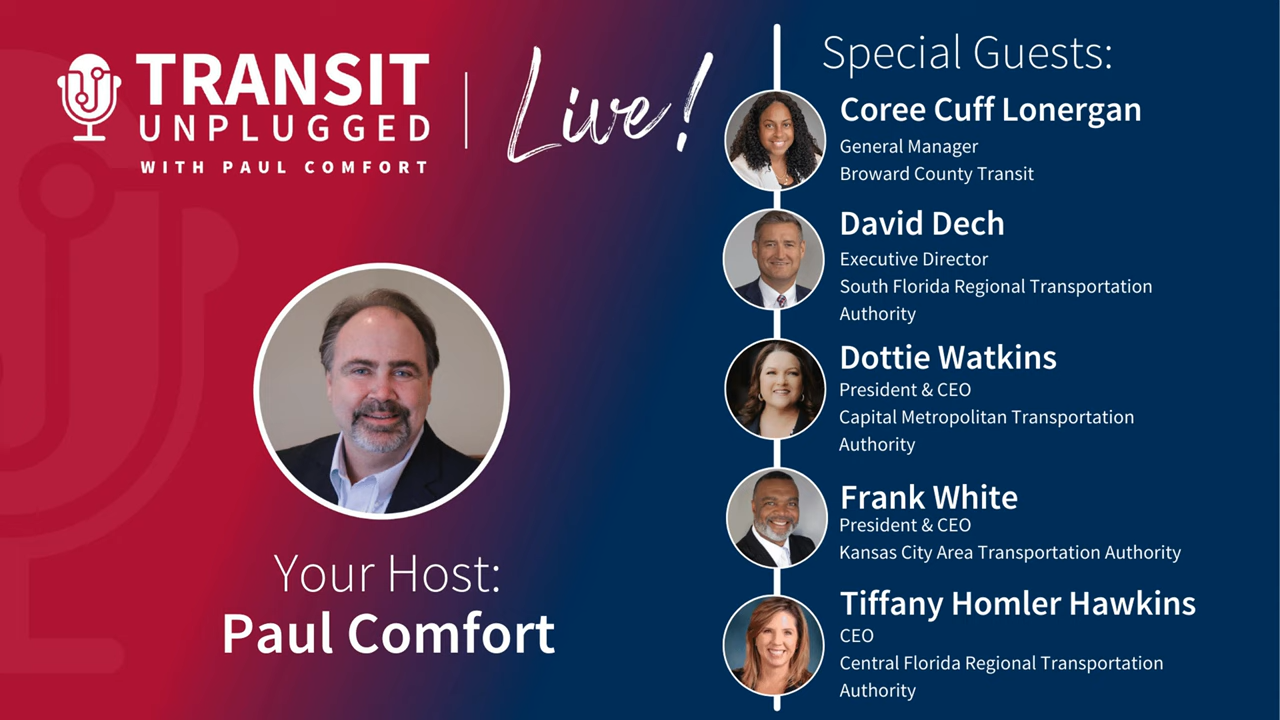 TRANSIT
UNPLUGGED
WITH PAUL COMFORT
Live!
Your Host:
Paul Comfort
Special Guests:
Coree Cuff Lonergan
General Manager
Broward County Transit
David Dech
Executive Director
South Florida Regional Transportation
Authority
Dottie Watkins
President & CEO
Capital Metropolitan Transportation
Authority
Frank White
President & CEO
Kansas City Area Transportation Authority
Tiffany Homler Hawkins
CEO
Central Florida Regional Transportation
Authority